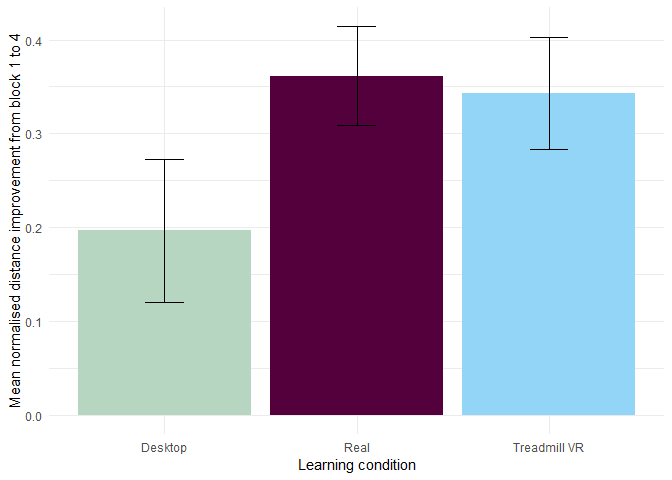 Mean normalised distance improvement from block 1 to 4
0.4
0.3
0.2
0.1
0.0
Desktop
Real
Treadmill VR
Learning condition